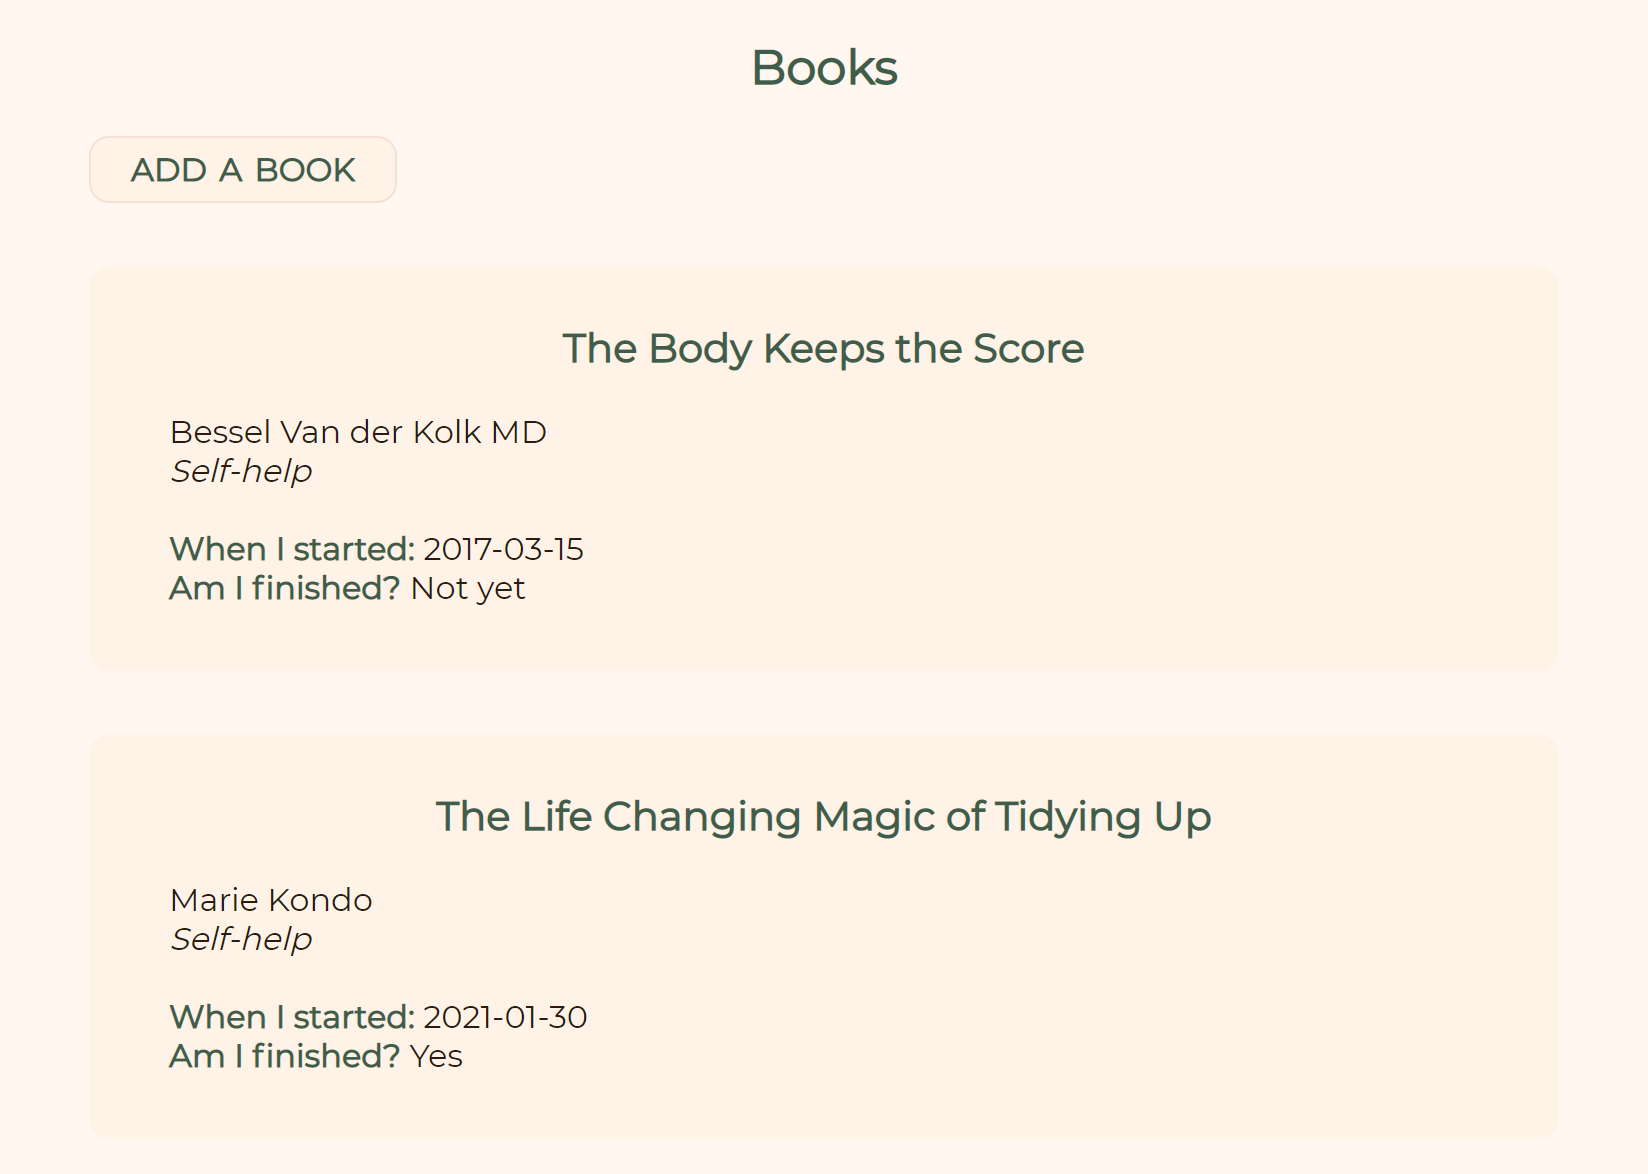 Books
ADD A BOOK
The Body Keeps the Score
Bessel Van der Kolk MD
Self-help
When I started: 2017-03-15
Am I finished? Not yet
The Life Changing Magic of Tidying Up
Marie Kondo
Self-help
When I started: 2021-01-30
Am I finished? Yes